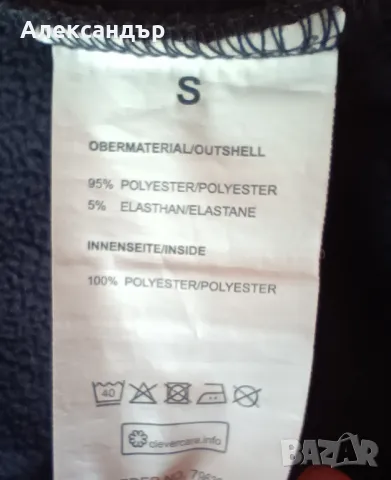 Александър
S
OBERMATERIAL/OUTSHELL
95% POLYESTER/POLYESTER
5% ELASTHAN/ELASTANE
INNENSEITE/INSIDE
100% POLYESTER/POLYESTER
40
clevercare.info
BAZAR